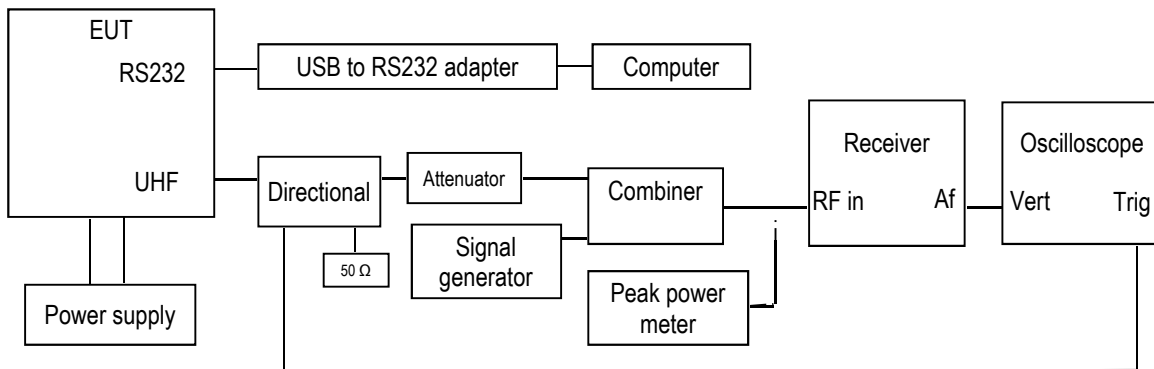 EUT
RS232
USB to RS232 adapter
Computer
UHF
Directional
Attenuator
Combiner
Receiver
RF in
Af
Oscilloscope
Vert
Trig
50 Ω
Signal
generator
Peak power
meter
Power supply